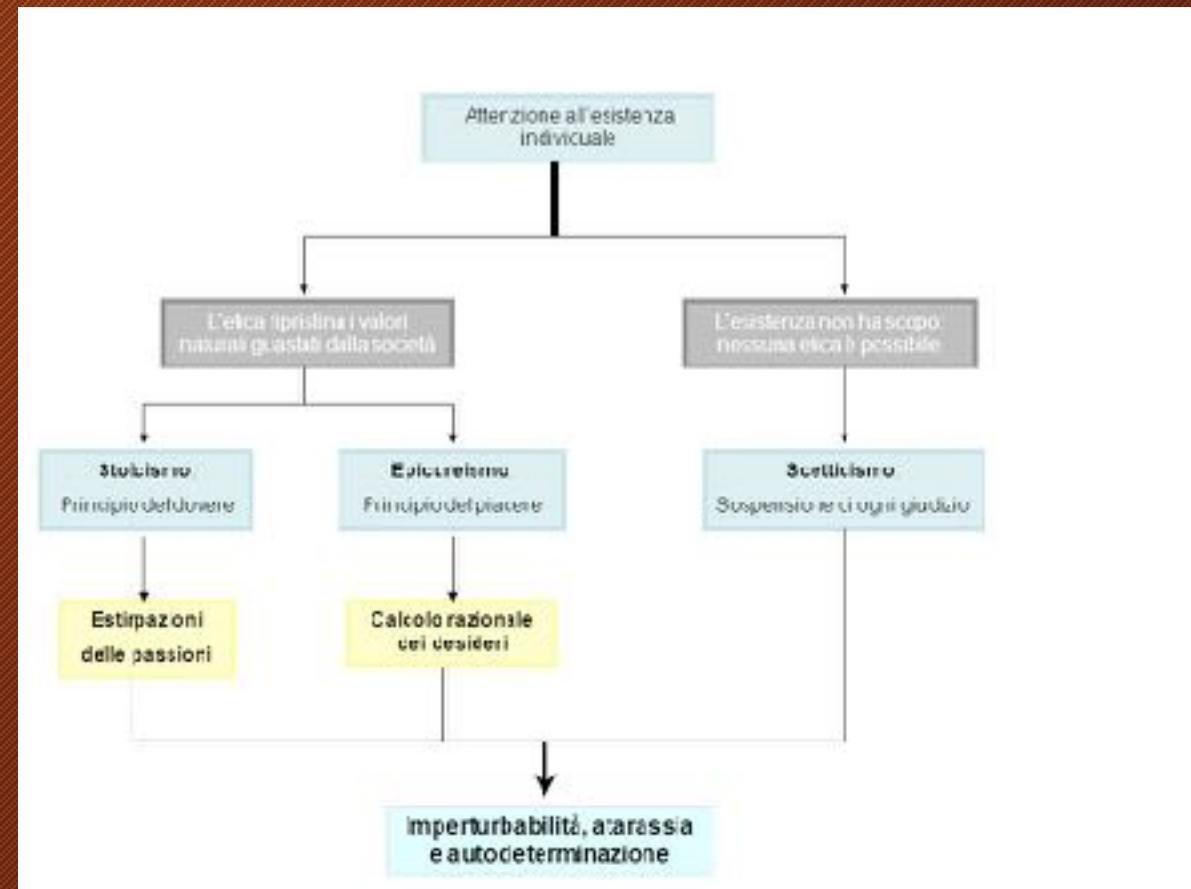 Attenzione all'esistenza
individuale
L'etica ripristina i valori
naturali guastati dalla società
L'esistenza non ha scopo
nessuna etica è possibile
Stoicismo
Principio del dovere
Epicureismo
Principio del piacere
Scetticismo
Sospensione di ogni giudizio
Estirpazioni
delle passioni
Calcolo razionale
dei desideri
Imperturbabilità, atarassia
e autodeterminazione